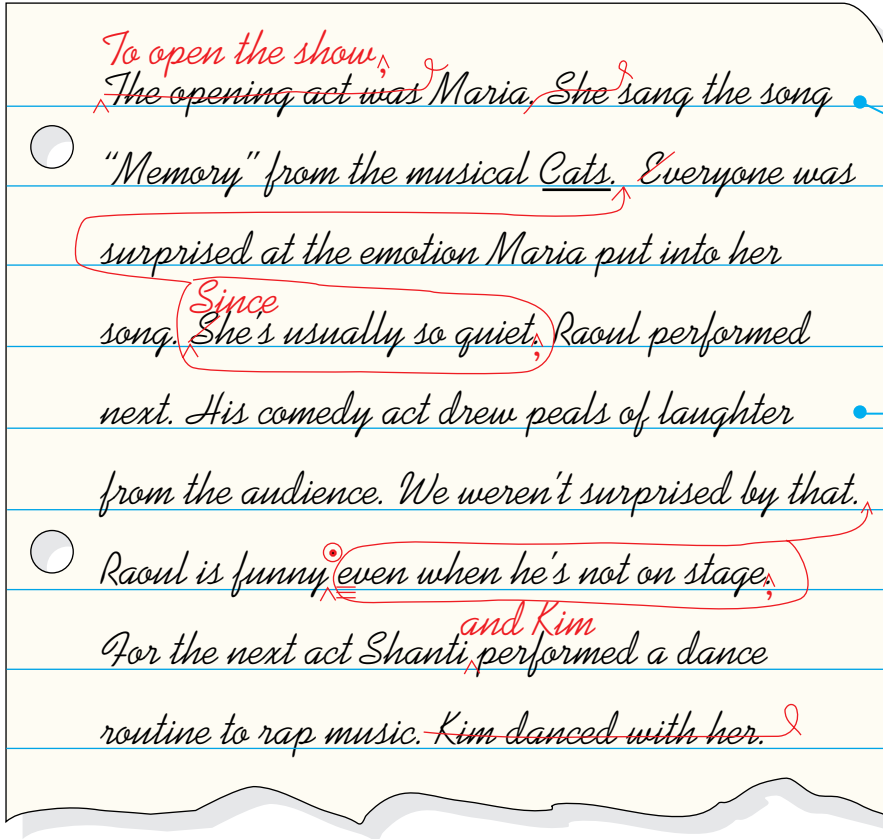 To open the show,
The opening act was Maria. She sang the song
“Memory” from the musical Cats. Everyone was
surprised at the emotion Maria put into her
Since
song. She's usually so quiet. , Raoul performed
next. His comedy act drew peals of laughter
from the audience. We weren't surprised by that.
Raoul is funny even when he's not on stage. ,
and Kim
For the next act Shanti performed a dance
routine to rap music. Kim danced with her.